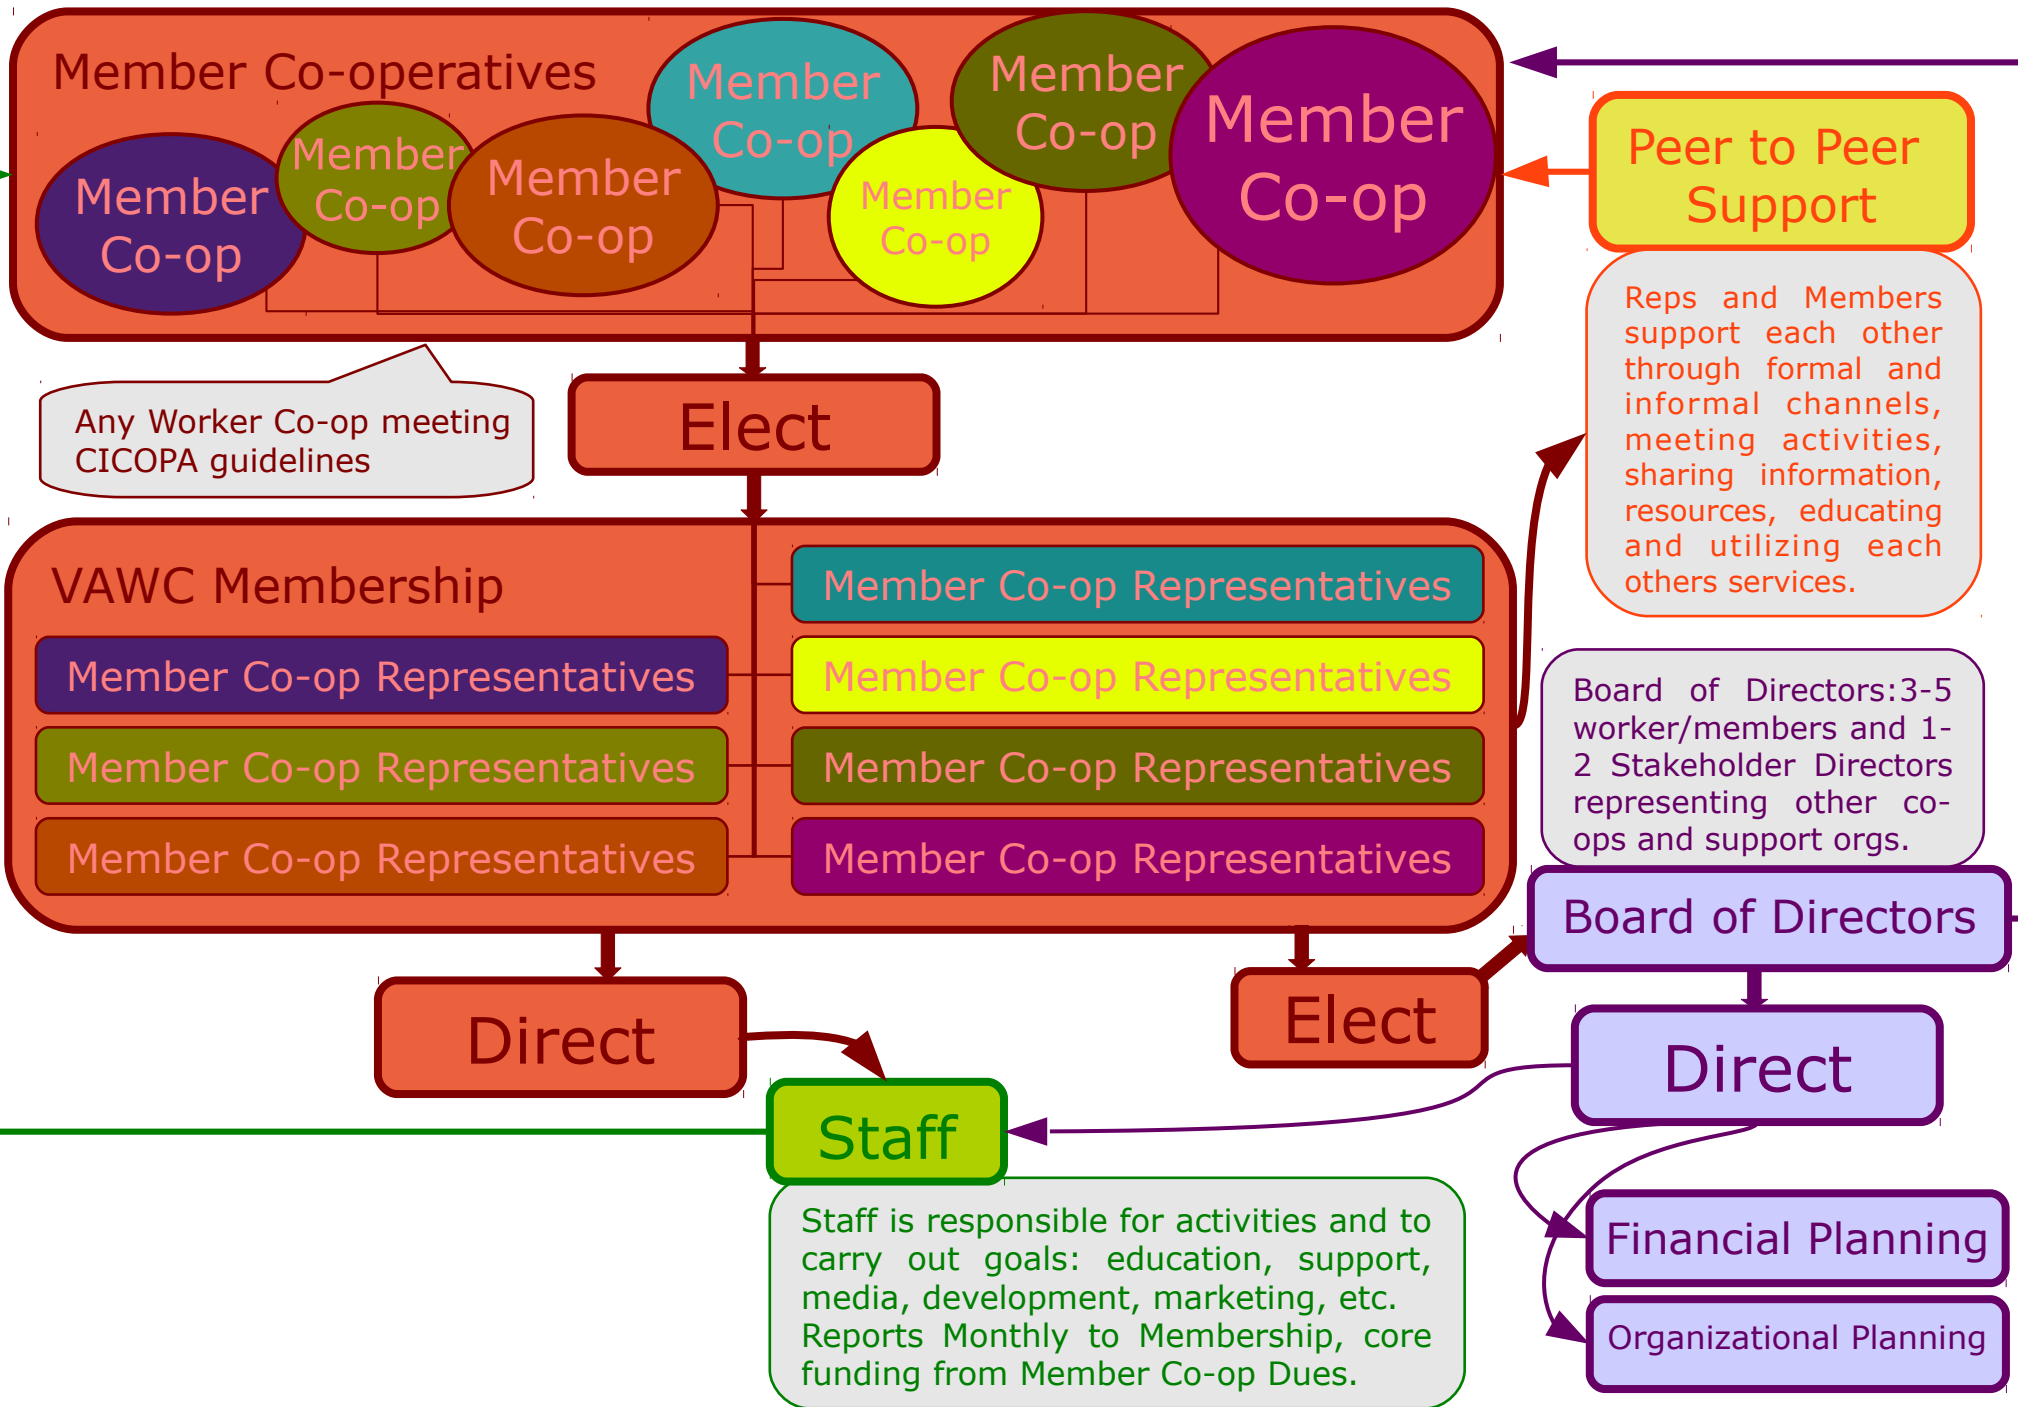 Member Co-operatives
Member
Co-op
Member
Co-op
Member
Co-op
Member
Co-op
Member
Co-op
Member
Co-op
Member
Co-op
Peer to Peer
Support
Reps and Members
support each other
through formal and
informal channels,
meeting activities,
sharing information,
resources, educating
and utilizing each
others services.
Any Worker Co-op meeting
CICOPA guidelines
Elect
VAWC Membership
Member Co-op Representatives
Member Co-op Representatives
Member Co-op Representatives
Member Co-op Representatives
Member Co-op Representatives
Member Co-op Representatives
Member Co-op Representatives
Board of Directors:3-5
worker/members and 1-
2 Stakeholder Directors
representing other co-
ops and support orgs.
Board of Directors
Direct
Elect
Direct
Staff
Staff is responsible for activities and to
carry out goals: education, support,
media, development, marketing, etc.
Reports Monthly to Membership, core
funding from Member Co-op Dues.
Financial Planning
Organizational Planning